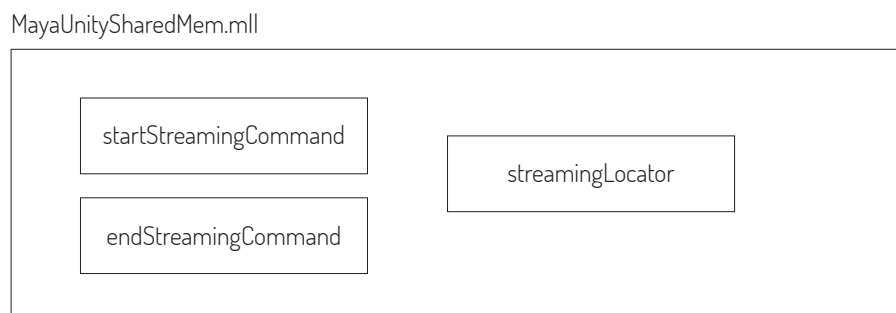 MayaUnitySharedMem.mll
startStreamingCommand
streamingLocator
endStreamingCommand